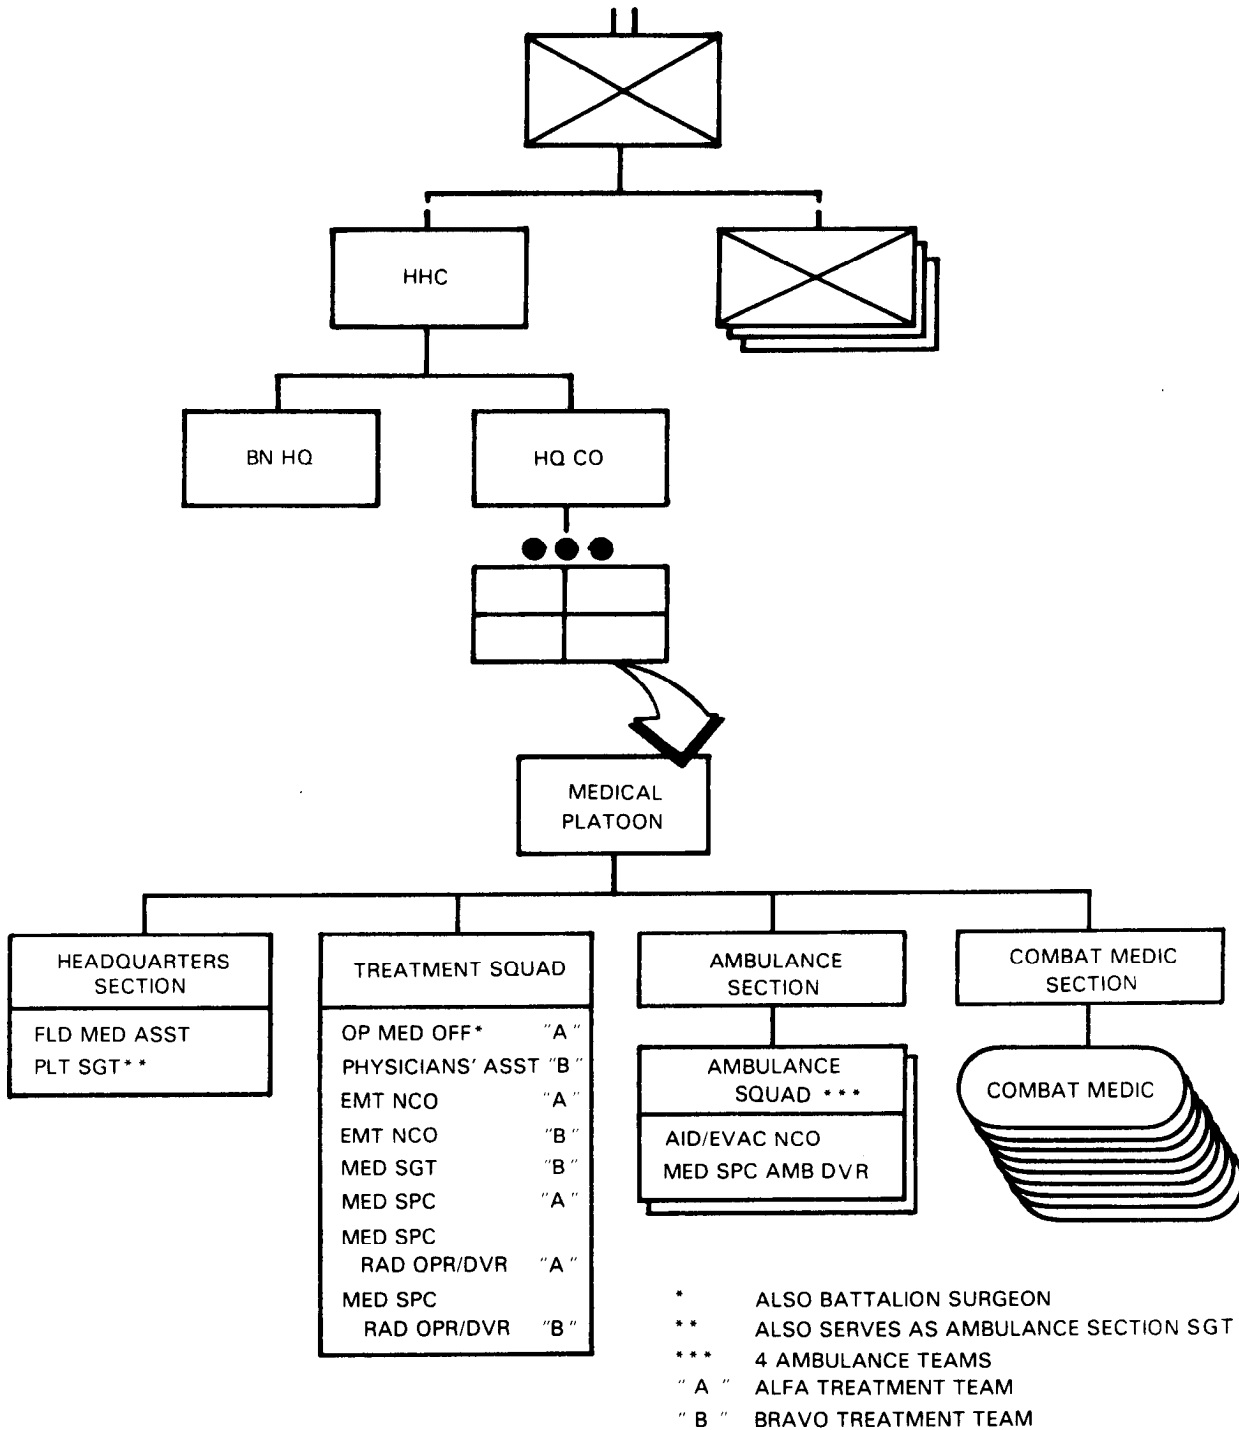 HHC
BN HQ
HQ CO
MEDICAL
PLATOON
HEADQUARTERS
SECTION
FLD MED ASST
PLT SGT**
TREATMENT SQUAD
OP MED OFF* "A"
PHYSICIANS' ASST "B"
EMT NCO "A"
EMT NCO "B"
MED SGT "B"
MED SPC "A"
MED SPC
RAD OPR/DVR "A"
MED SPC
RAD OPR/DVR "B"
AMBULANCE
SECTION
AMBULANCE
SQUAD ***
AID/EVAC NCO
MED SPC AMB DVR
COMBAT MEDIC
SECTION
COMBAT MEDIC
* ALSO BATTALION SURGEON
** ALSO SERVES AS AMBULANCE SECTION SGT
*** 4 AMBULANCE TEAMS
"A" ALFA TREATMENT TEAM
"B" BRAVO TREATMENT TEAM